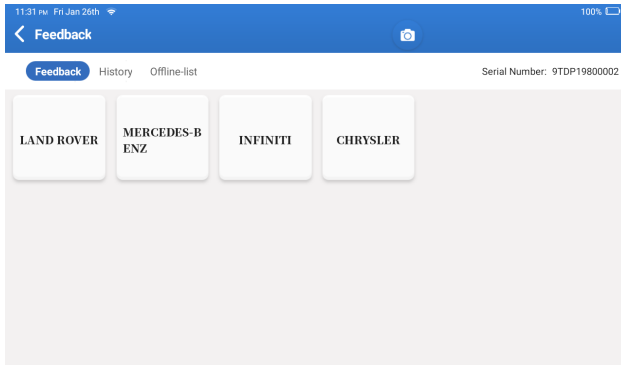 11:31 PM Fri Jan 26th 100%
Feedback
Feedback History Offline-list Serial Number: 9TDP19800002
LAND ROVER
MERCEDES-B
ENZ
INFINITI
CHRYSLER